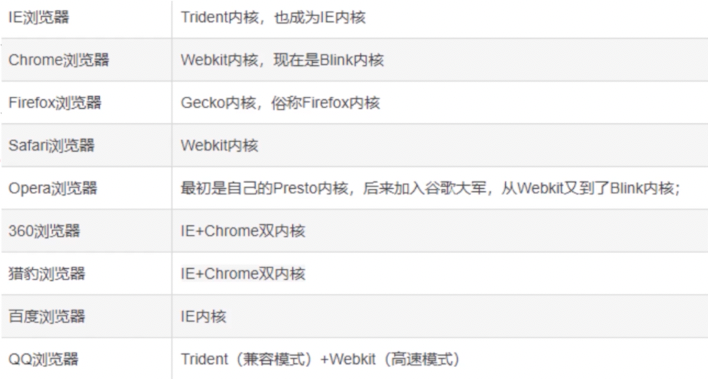 IE浏览器 Trident内核，也成为IE内核
Chrome浏览器 Webkit内核，现在是Blink内核
Firefox浏览器 Gecko内核，俗称Firefox内核
Safari浏览器 Webkit内核
Opera浏览器 最初是自己的Presto内核，后来加入谷歌大军，从Webkit又到了Blink内核；
360浏览器 IE+Chrome双内核
猎豹浏览器 IE+Chrome双内核
百度浏览器 IE内核
QQ浏览器 Trident（兼容模式）+Webkit（高速模式）